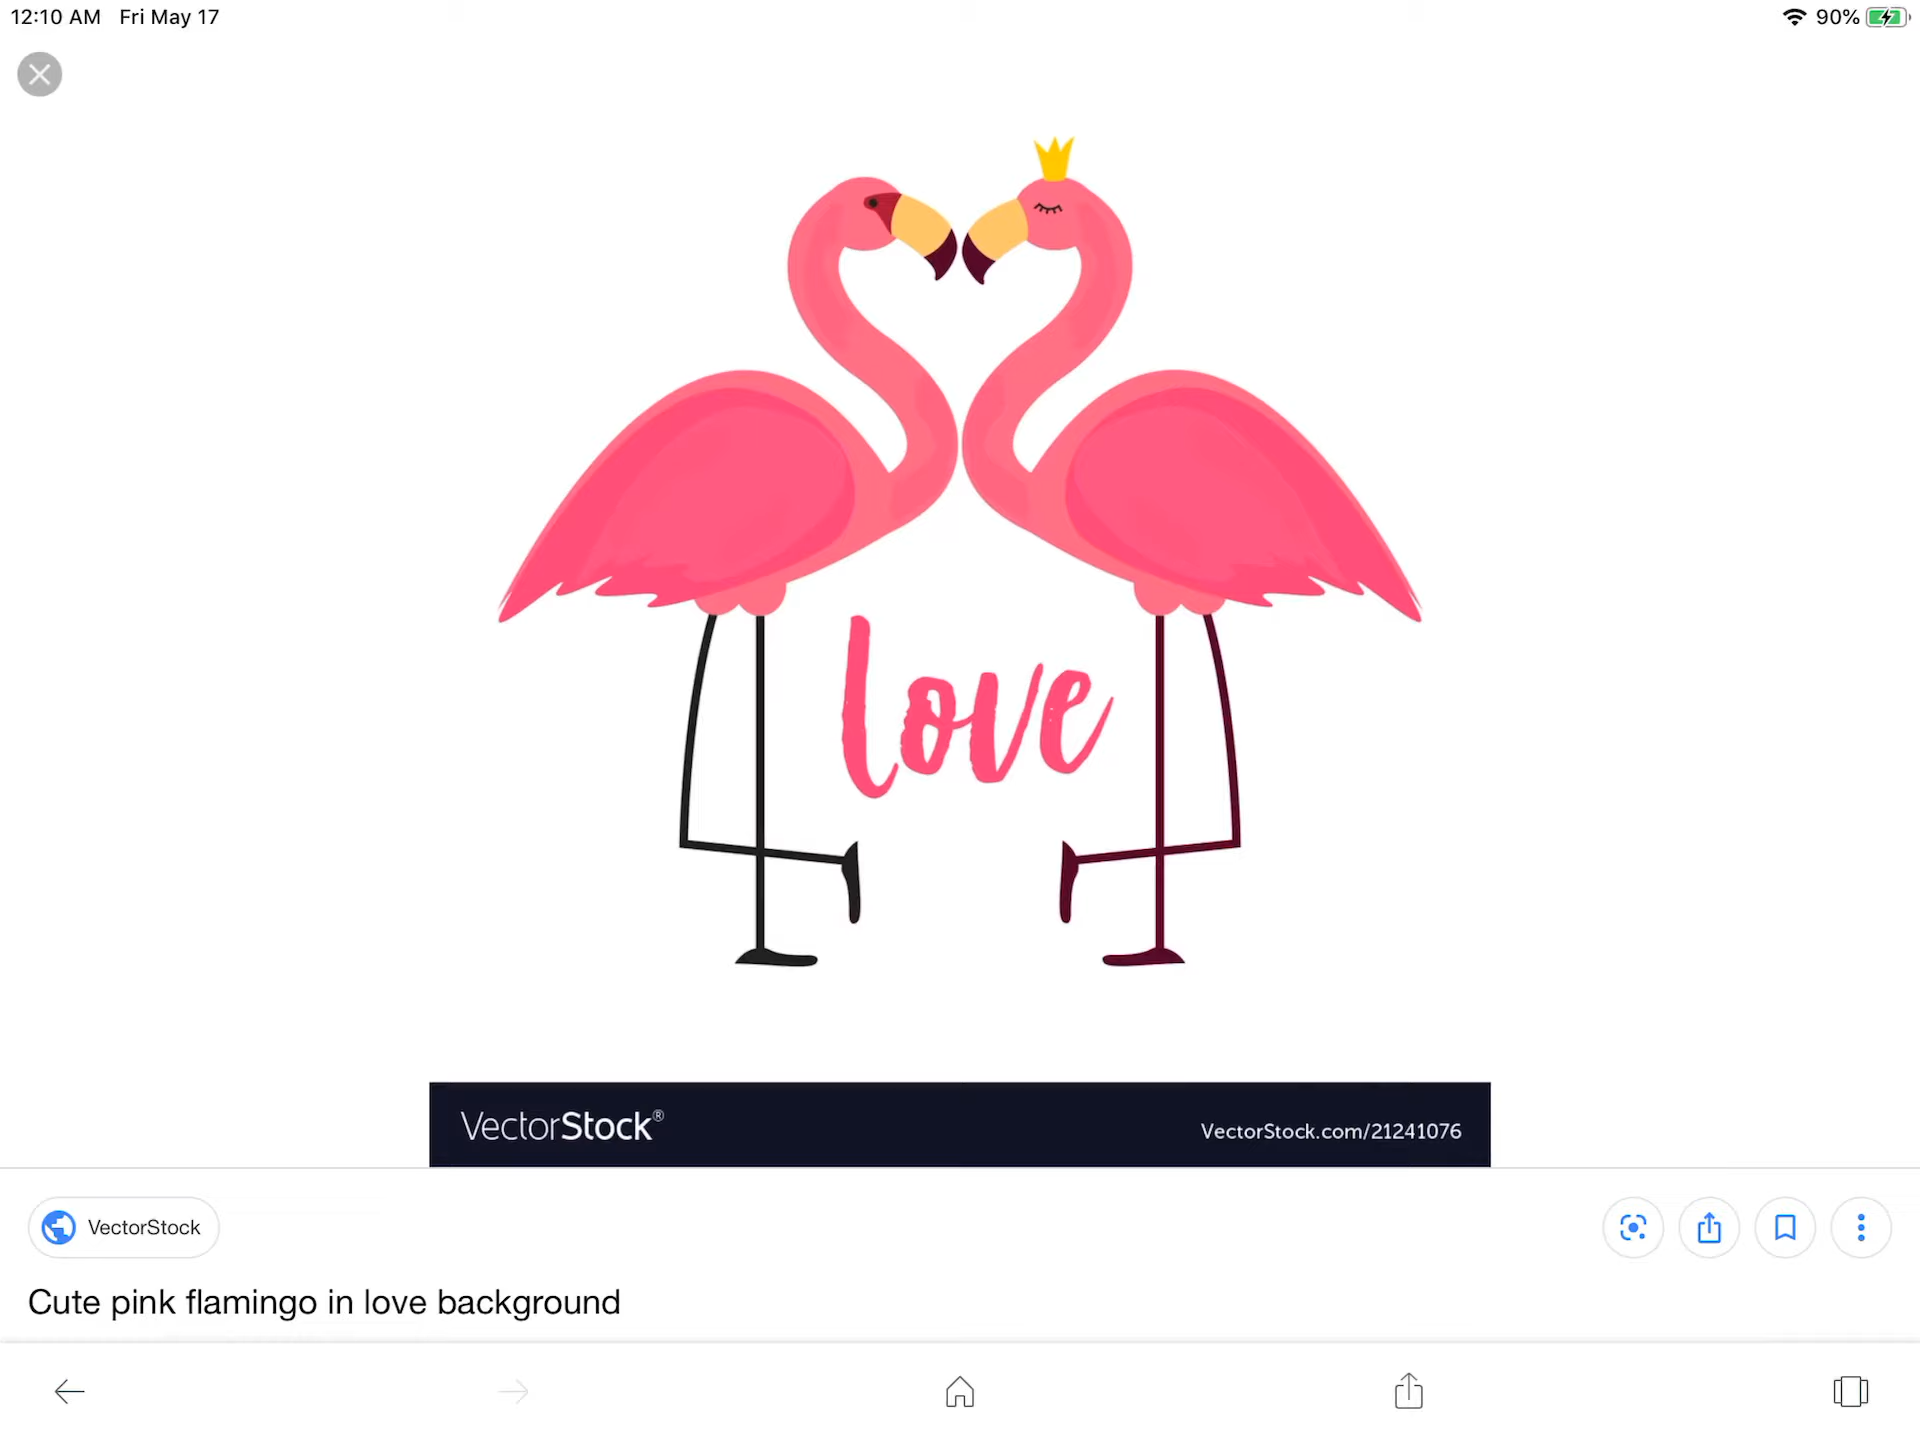 12:10 AM Fri May 17
90%
love
VectorStock®
VectorStock.com/21241076
VectorStock
Cute pink flamingo in love background